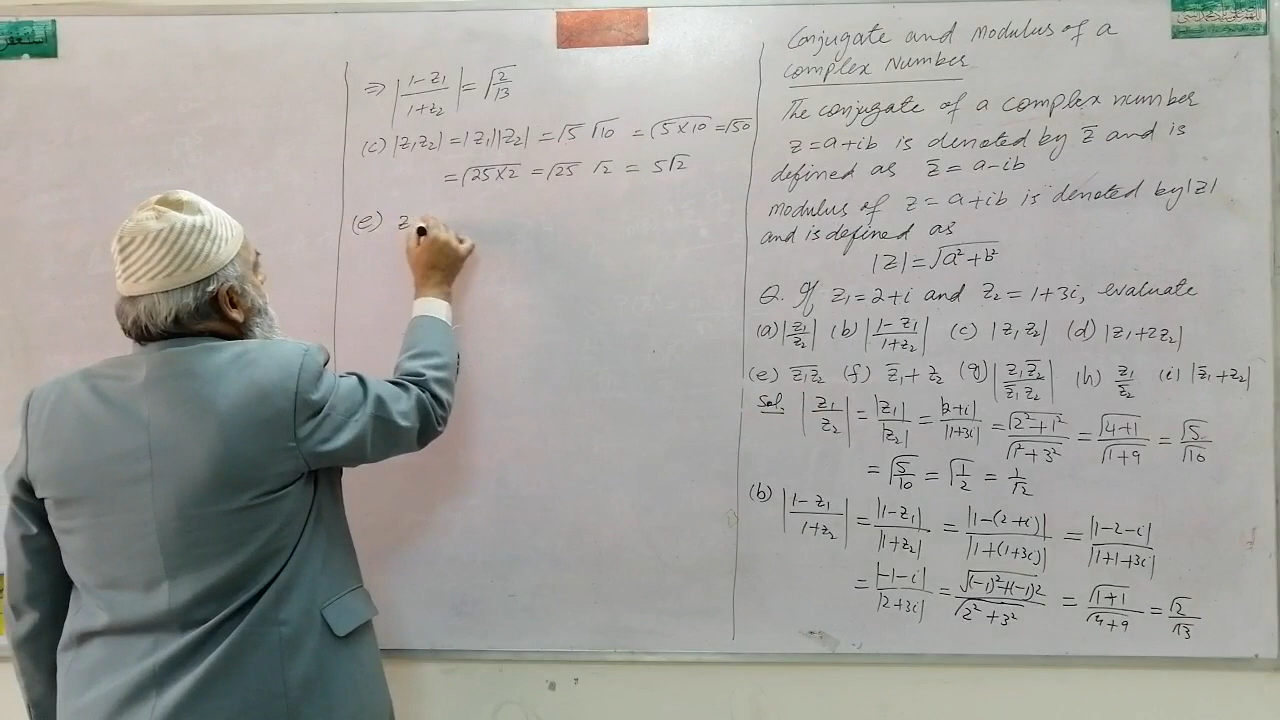 ⇒ |1-z₁/1+z₂| = √2/13
(c) |z₁z₂| = |z₁||z₂| = √5 √10 = √5×10 = √50
= √25×2 = √25 √2 = 5√2
(e) z
Conjugate and Modulus of a
Complex Number
The conjugate of a complex number
z = a+ib is denoted by z̄ and is
defined as z̄ = a-ib
modulus of z = a+ib is denoted by |z|
and is defined as
|z| = √a²+b²
Q. If z₁ = 2+i and z₂ = 1+3i, evaluate
(a) |z₁/z₂| (b) |1-z₁/1+z₂| (c) |z₁z₂| (d) |z₁+2z₂|
(e) z̄₁z̄₂ (f) z̄₁+z₂ (g) |z₁z̄₂/z̄₁z₂| (h) z₁/z̄₂ (i) |z̄₁+z₂|
Sol. |z₁/z₂| = |z₁|/|z₂| = |2+i|/|1+3i| = √2²+1²/√1²+3² = √4+1/√1+9 = √5/√10
= √5/10 = √1/2 = 1/√2
(b) |1-z₁/1+z₂| = |1-z₁|/|1+z₂| = |1-(2+i)|/|1+(1+3i)| = |1-2-i|/|1+1+3i|
= |-1-i|/|2+3i| = √(-1)²+(-1)²/√2²+3² = √1+1/√4+9 = √2/√13